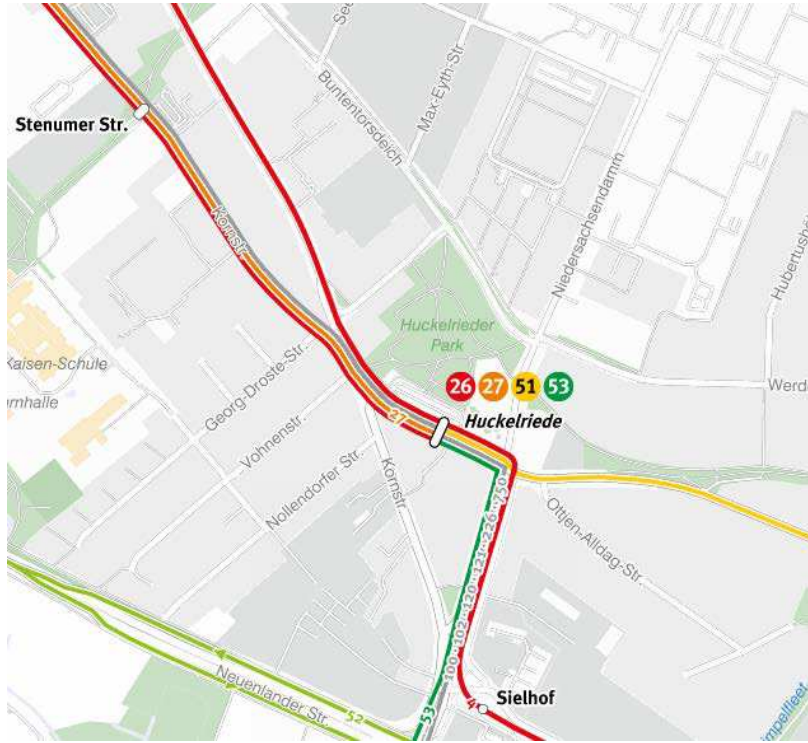 Buntentorsdeich
Max-Eyth-Str.
Stenumer Str.
Niedersachsendamm
Kornstr.
Huckelrieder
Park
Kaisen-Schule
Georg-Droste-Str.
26 27 51 53
Huckelriede
27
Vohnenstr.
Nollendorfer Str.
Kornstr.
Ottjen-Alldag-Str.
100·102·120·121·226·750
Neuenlander Str.
52
53
4
Sielhof